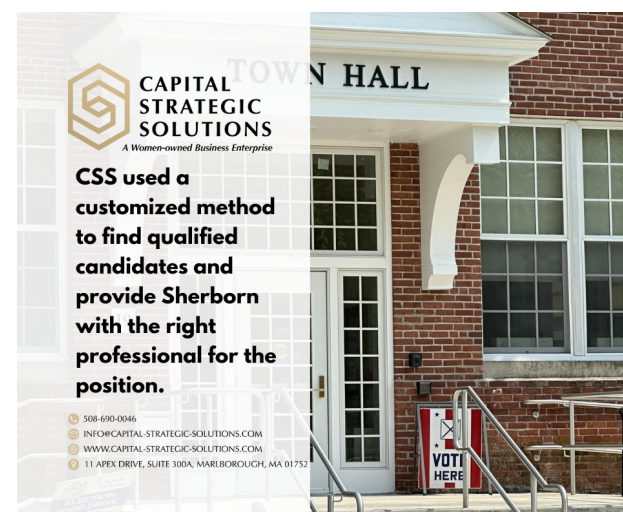 TOWN HALL
CAPITAL
STRATEGIC
SOLUTIONS
A Women-owned Business Enterprise
CSS used a
customized method
to find qualified
candidates and
provide Sherborn
with the right
professional for the
position.
508-690-0046
INFO@CAPITAL-STRATEGIC-SOLUTIONS.COM
WWW.CAPITAL-STRATEGIC-SOLUTIONS.COM
11 APEX DRIVE, SUITE 300A, MARLBOROUGH, MA 01752
VOTE
HERE